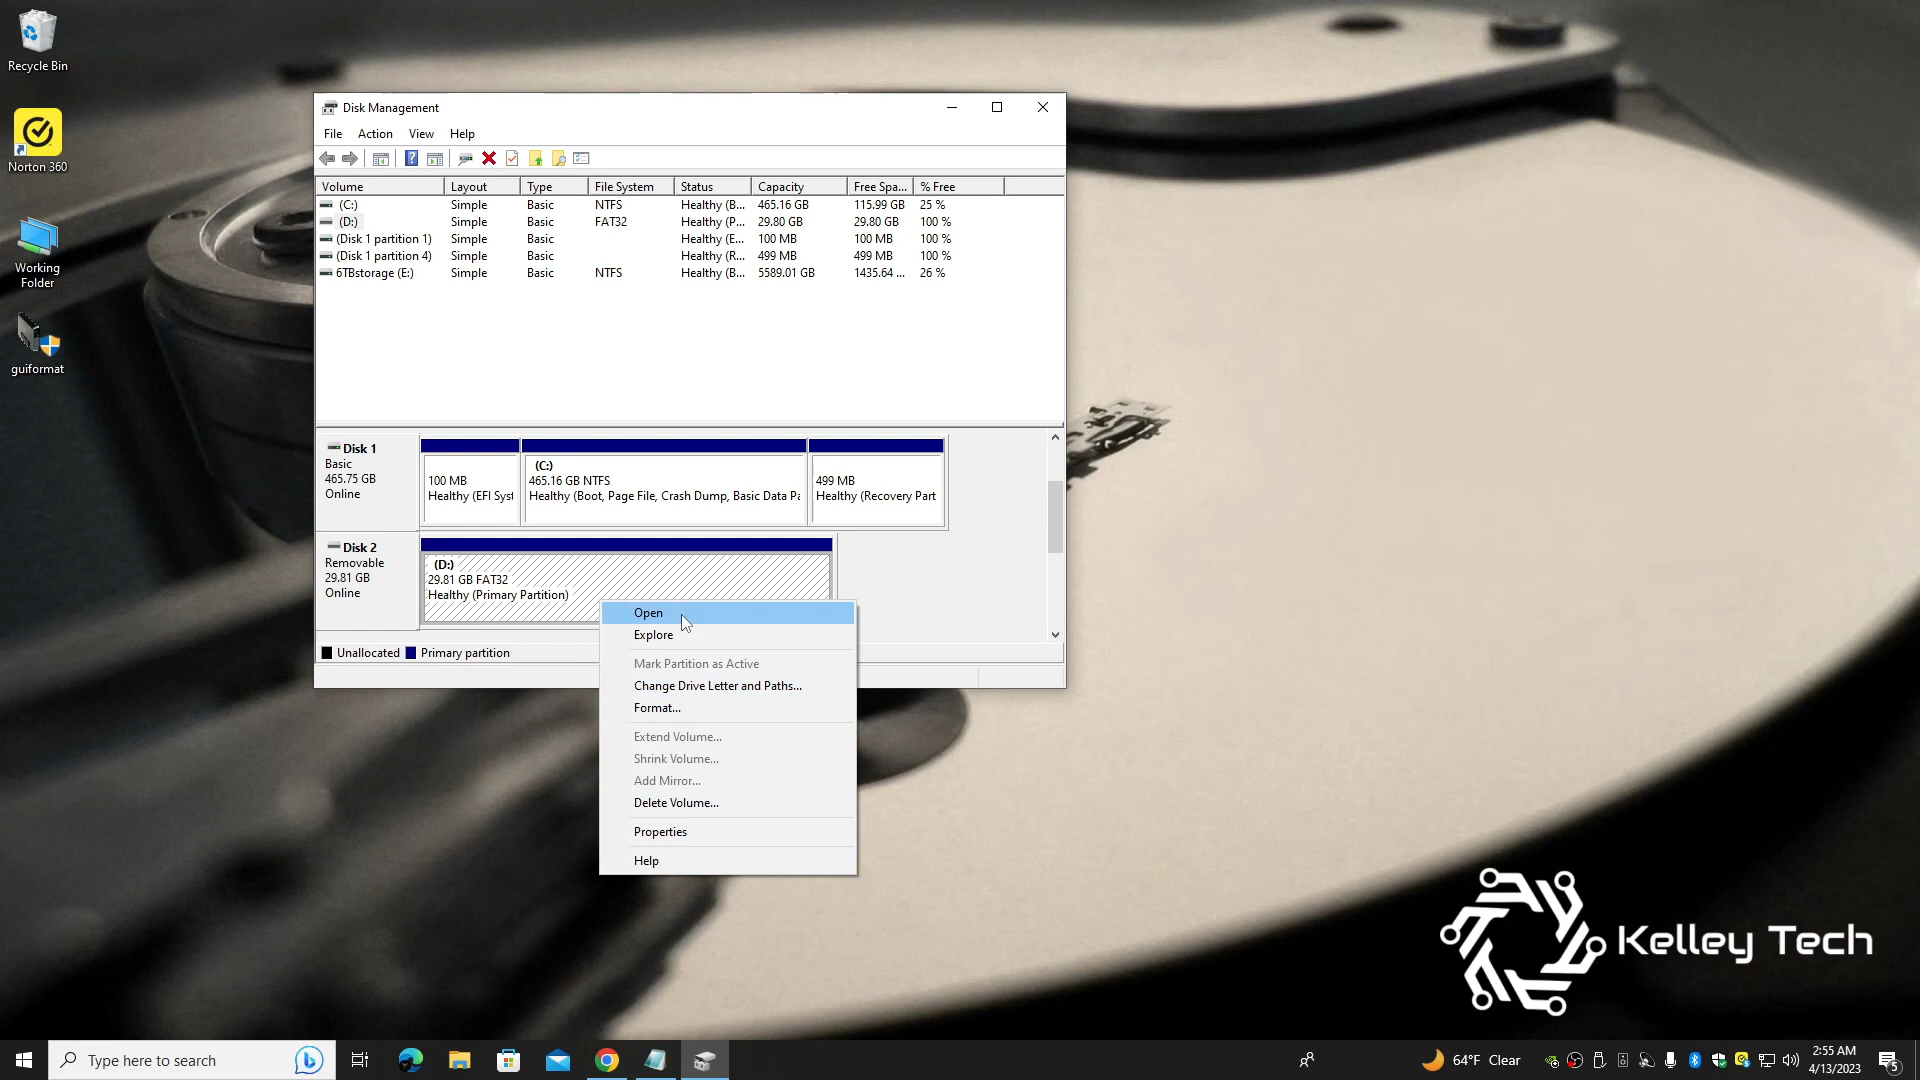 Recycle Bin
Norton 360
Working
Folder
guiformat
Disk Management
File Action View Help
Volume Layout Type File System Status Capacity Free Spa... % Free
(C:) Simple Basic NTFS Healthy (B... 465.16 GB 115.99 GB 25 %
(D:) Simple Basic FAT32 Healthy (P... 29.80 GB 29.80 GB 100 %
(Disk 1 partition 1) Simple Basic Healthy (E... 100 MB 100 MB 100 %
(Disk 1 partition 4) Simple Basic Healthy (R... 499 MB 499 MB 100 %
6TBstorage (E:) Simple Basic NTFS Healthy (B... 5589.01 GB 1435.64 ... 26 %
Disk 1
Basic
465.75 GB
Online
100 MB
Healthy (EFI Syst
(C:)
465.16 GB NTFS
Healthy (Boot, Page File, Crash Dump, Basic Data Pa
499 MB
Healthy (Recovery Part
Disk 2
Removable
29.81 GB
Online
(D:)
29.81 GB FAT32
Healthy (Primary Partition)
Unallocated Primary partition
Open
Explore
Mark Partition as Active
Change Drive Letter and Paths...
Format...
Extend Volume...
Shrink Volume...
Add Mirror...
Delete Volume...
Properties
Help
Kelley Tech
Type here to search
64°F Clear
2:55 AM
4/13/2023
5